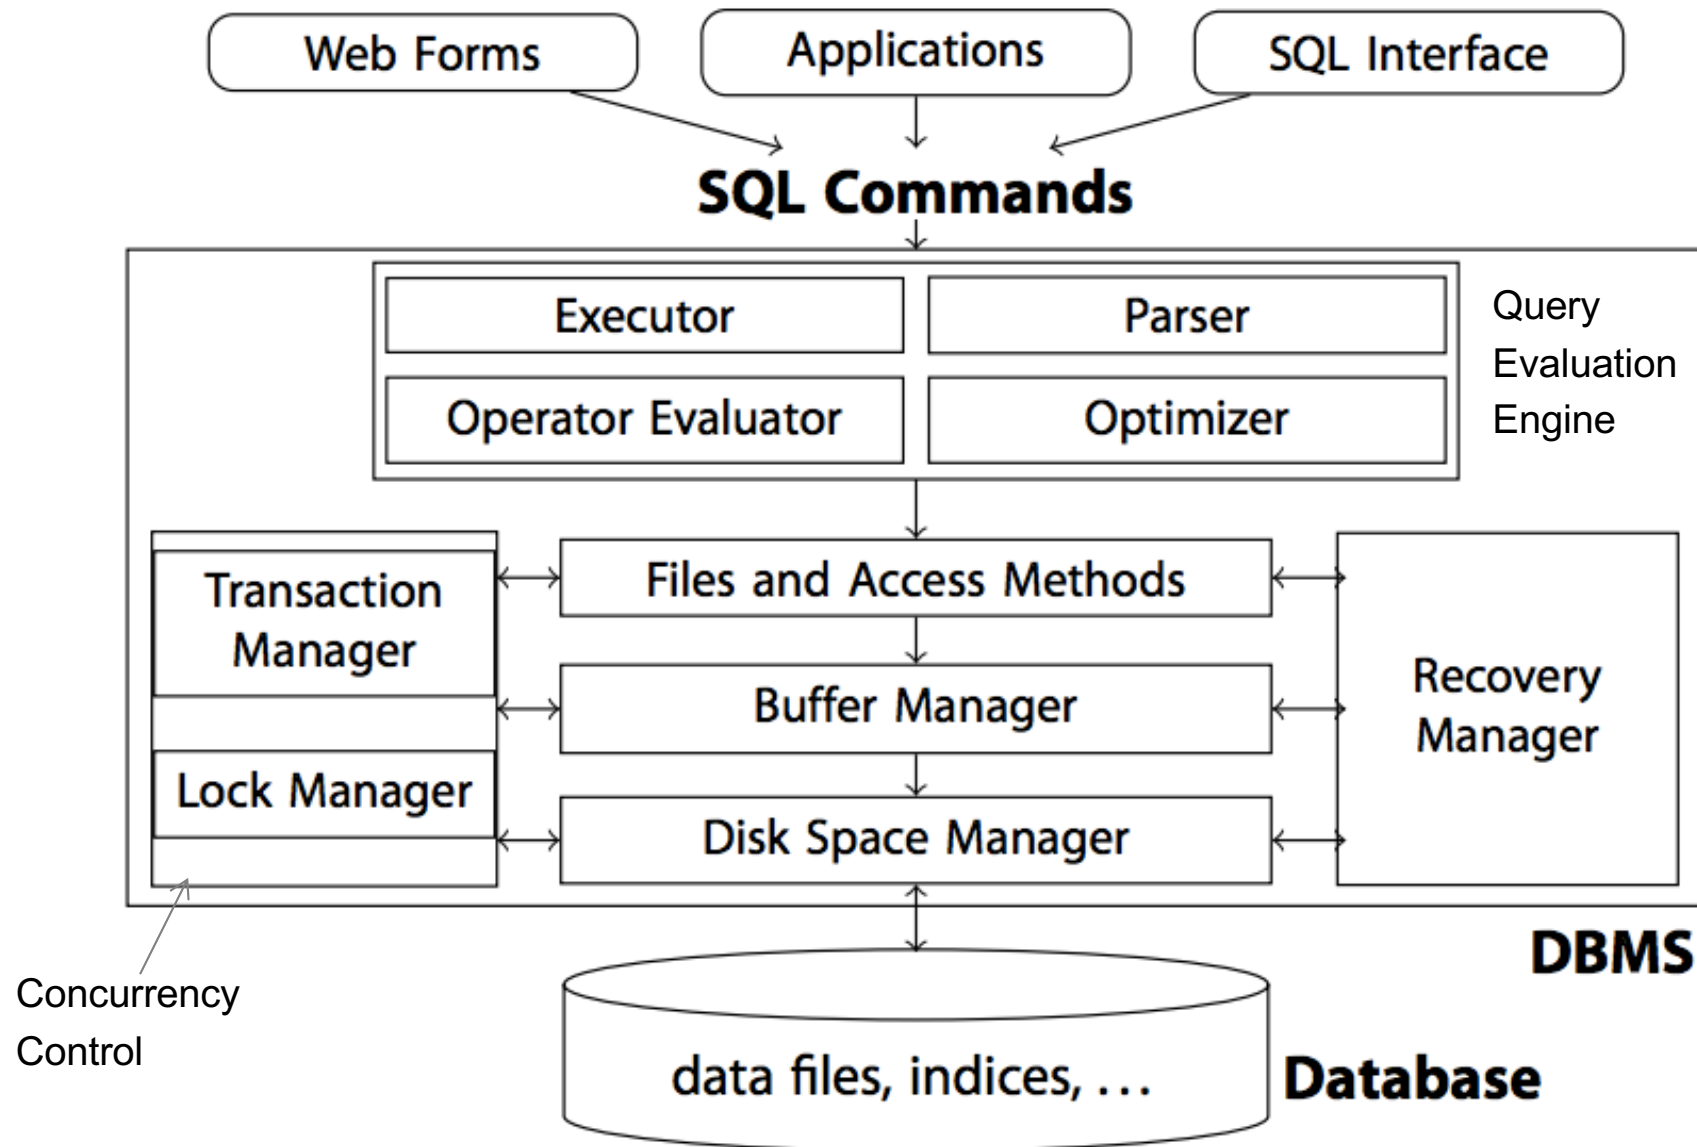 Web Forms
Applications
SQL Interface
SQL Commands
Executor
Parser
Operator Evaluator
Optimizer
Query
Evaluation
Engine
Transaction
Manager
Lock Manager
Files and Access Methods
Buffer Manager
Disk Space Manager
Recovery
Manager
DBMS
Concurrency
Control
data files, indices, ...
Database